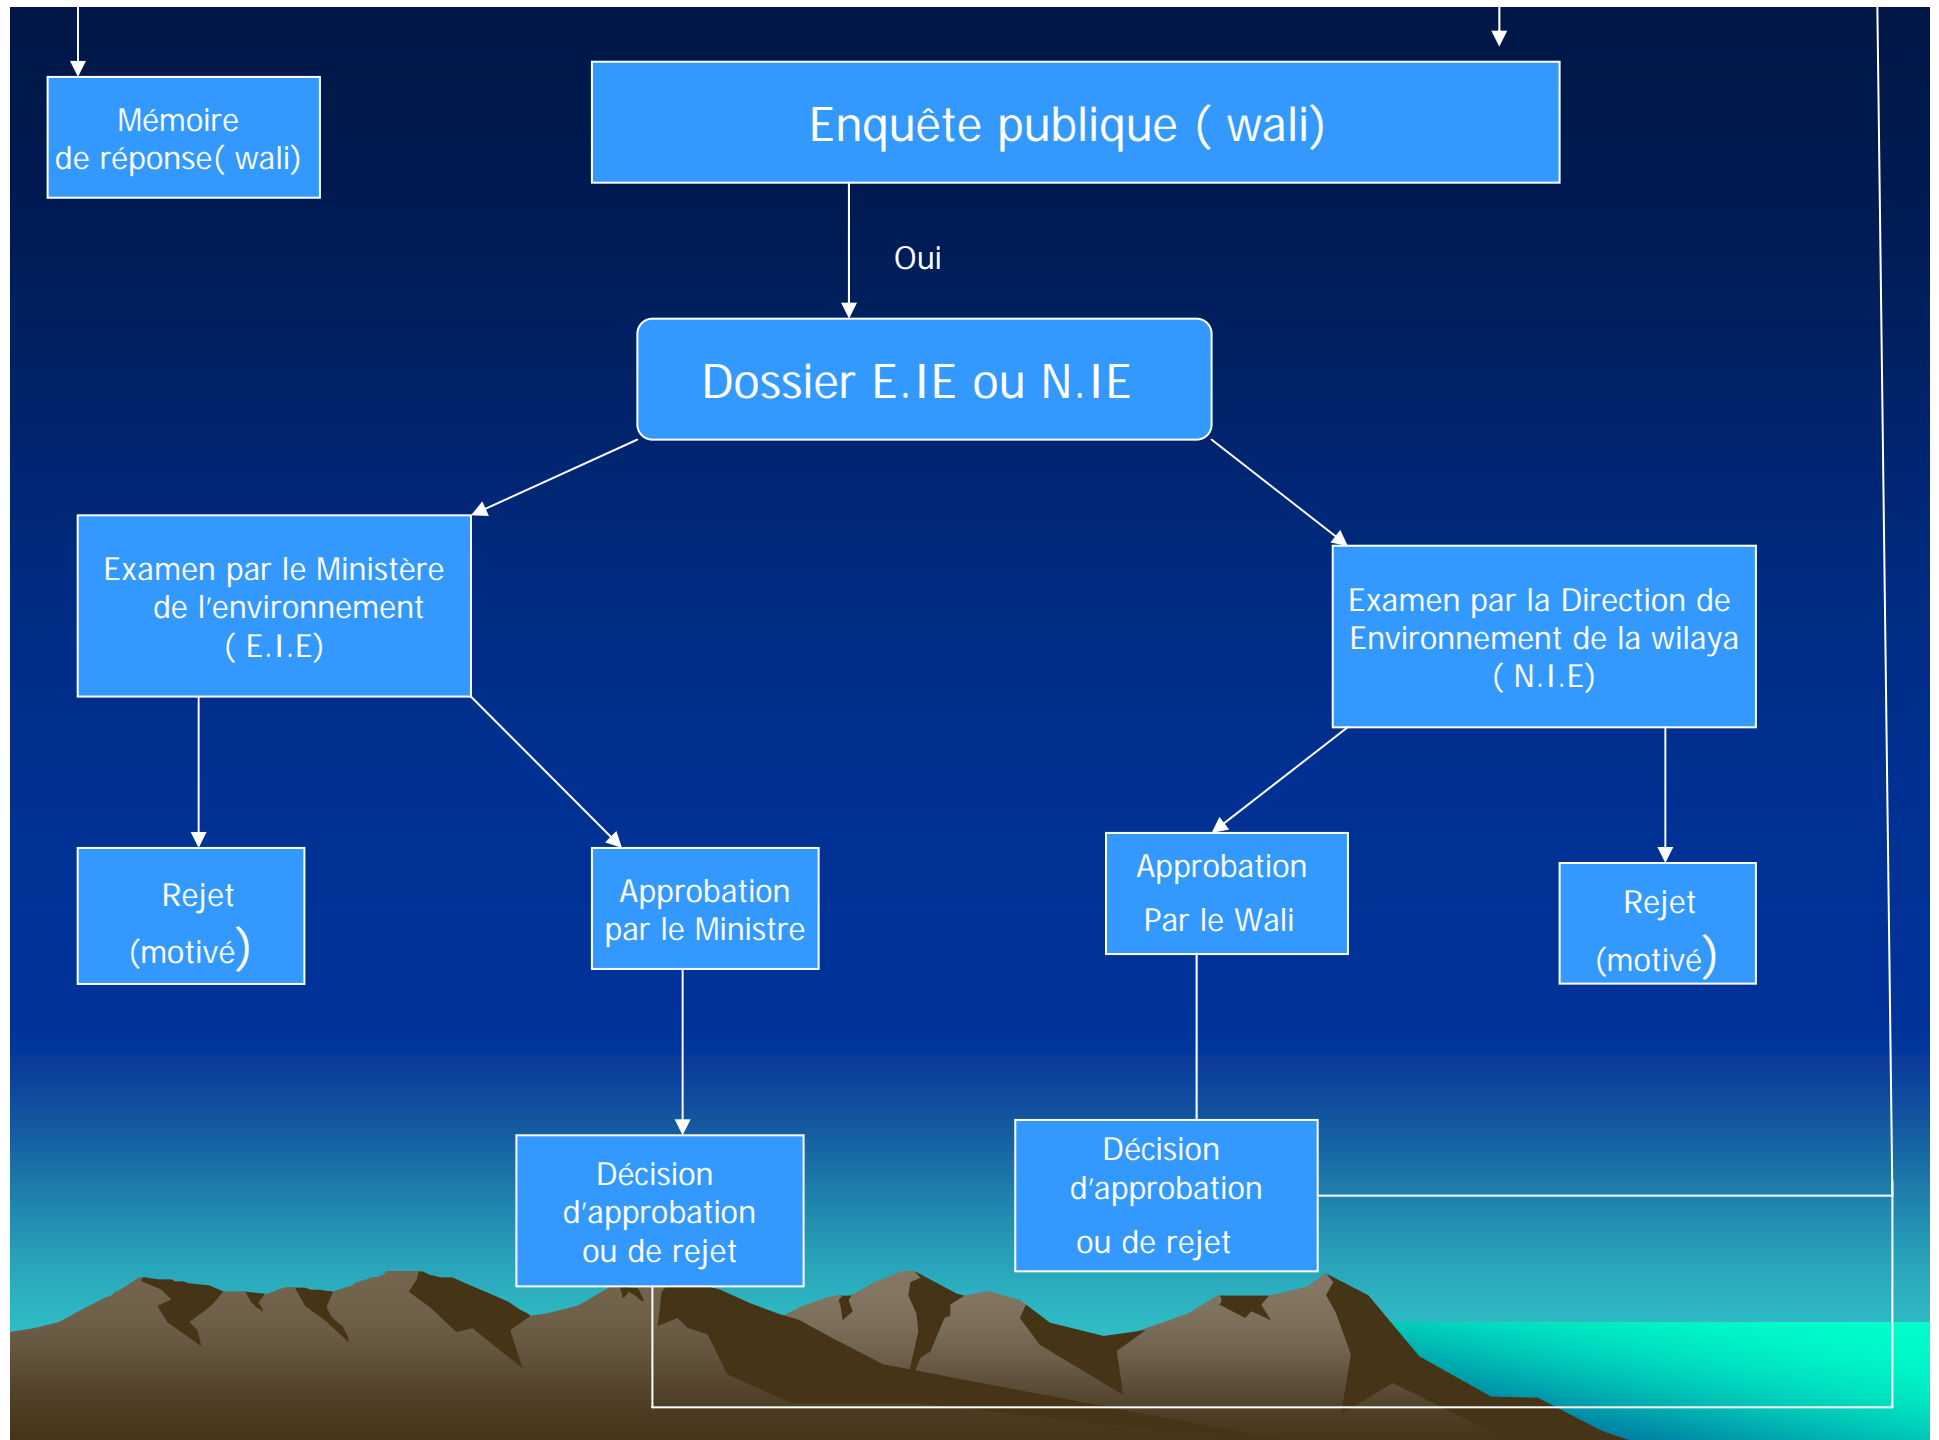 Mémoire
de réponse( wali)
Enquête publique ( wali)
Oui
Dossier E.IE ou N.IE
Examen par le Ministère
de l'environnement
( E.I.E)
Examen par la Direction de
Environnement de la wilaya
( N.I.E)
Rejet
(motivé)
Approbation
par le Ministre
Approbation
Par le Wali
Rejet
(motivé)
Décision
d'approbation
ou de rejet
Décision
d'approbation
ou de rejet